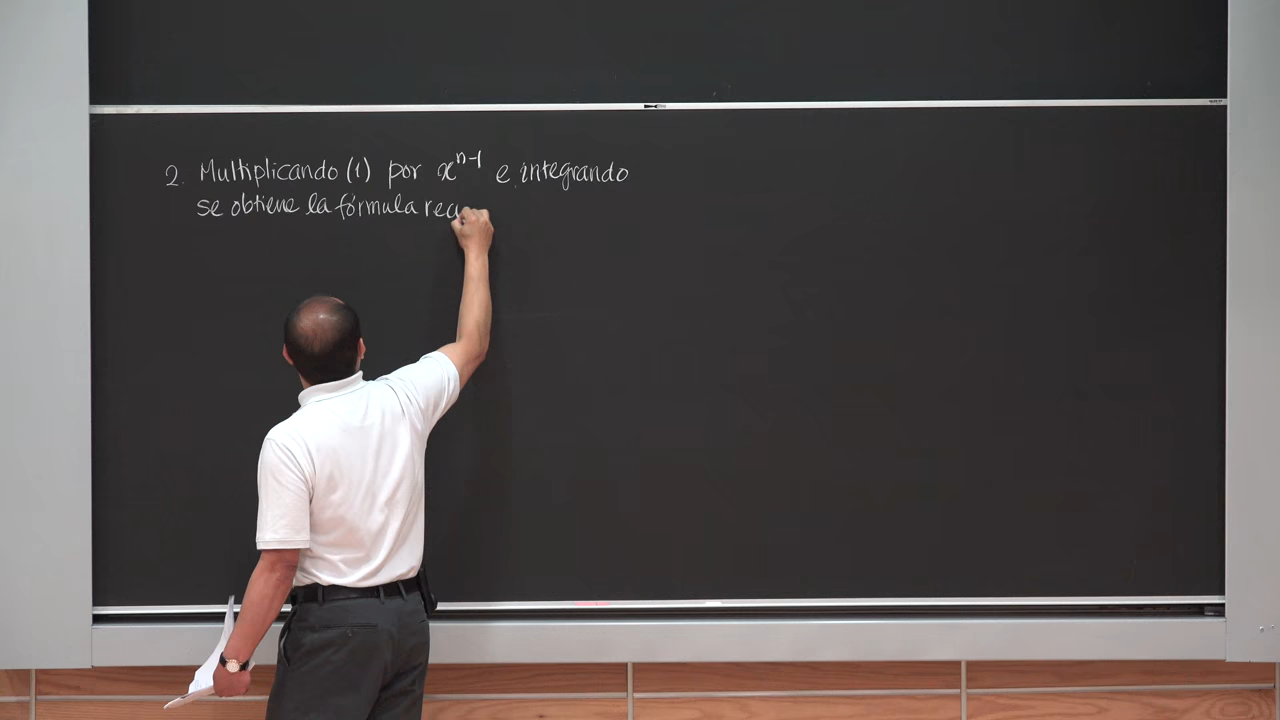 2. Multiplicando (1) por x^{n-1} e integrando
se obtiene la fórmula rec